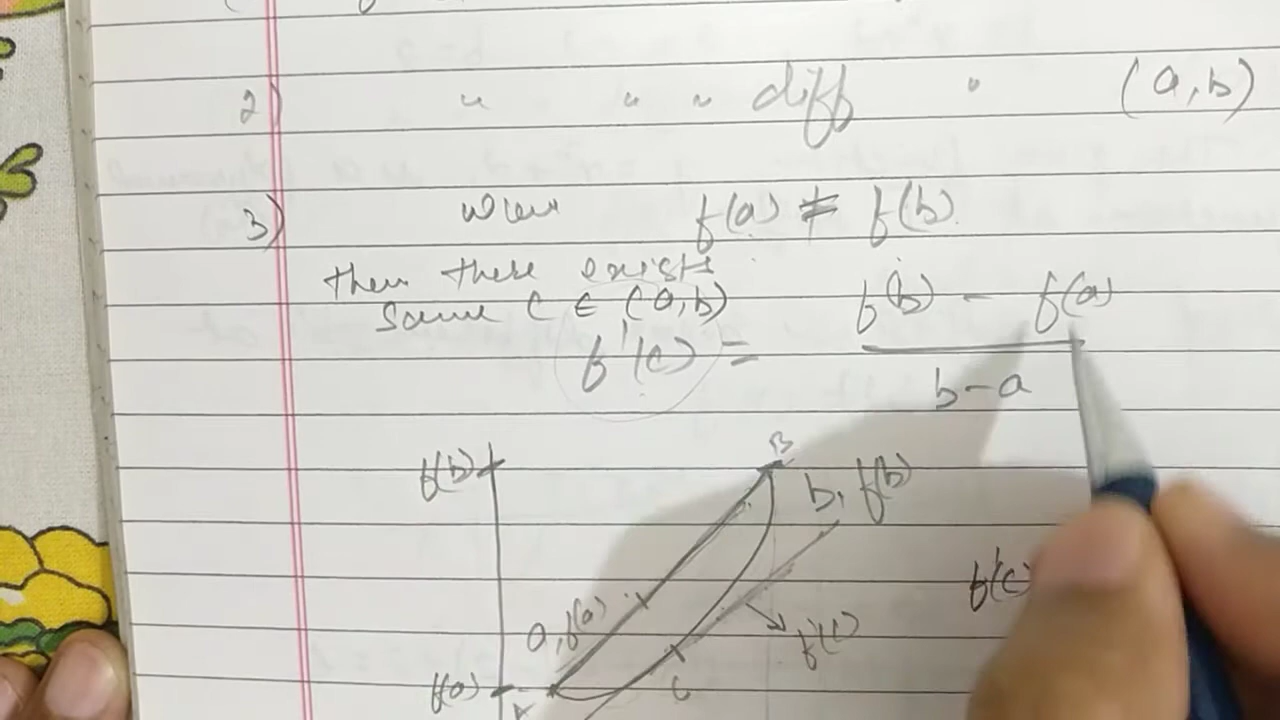 2) " " " diff " (a,b)
3) when f(a) ≠ f(b)
then there exists
some C ∈ (a,b)
f'(c) = f(b) - f(a)
b-a
B
f(b)
b, f(b)
f'(c)
a, f(a)
f'(c)
f(a)
A
C